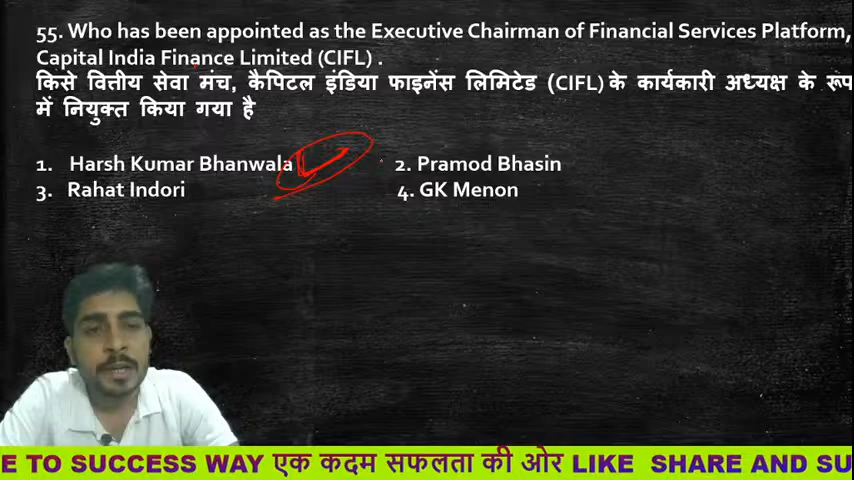 55. Who has been appointed as the Executive Chairman of Financial Services Platform,
Capital India Finance Limited (CIFL) .
किसे वित्तीय सेवा मंच, कैपिटल इंडिया फाइनेंस लिमिटेड (CIFL) के कार्यकारी अध्यक्ष के रूप
में नियुक्त किया गया है
1. Harsh Kumar Bhanwala 2. Pramod Bhasin
3. Rahat Indori 4. GK Menon
E TO SUCCESS WAY एक कदम सफलता की ओर LIKE SHARE AND SU